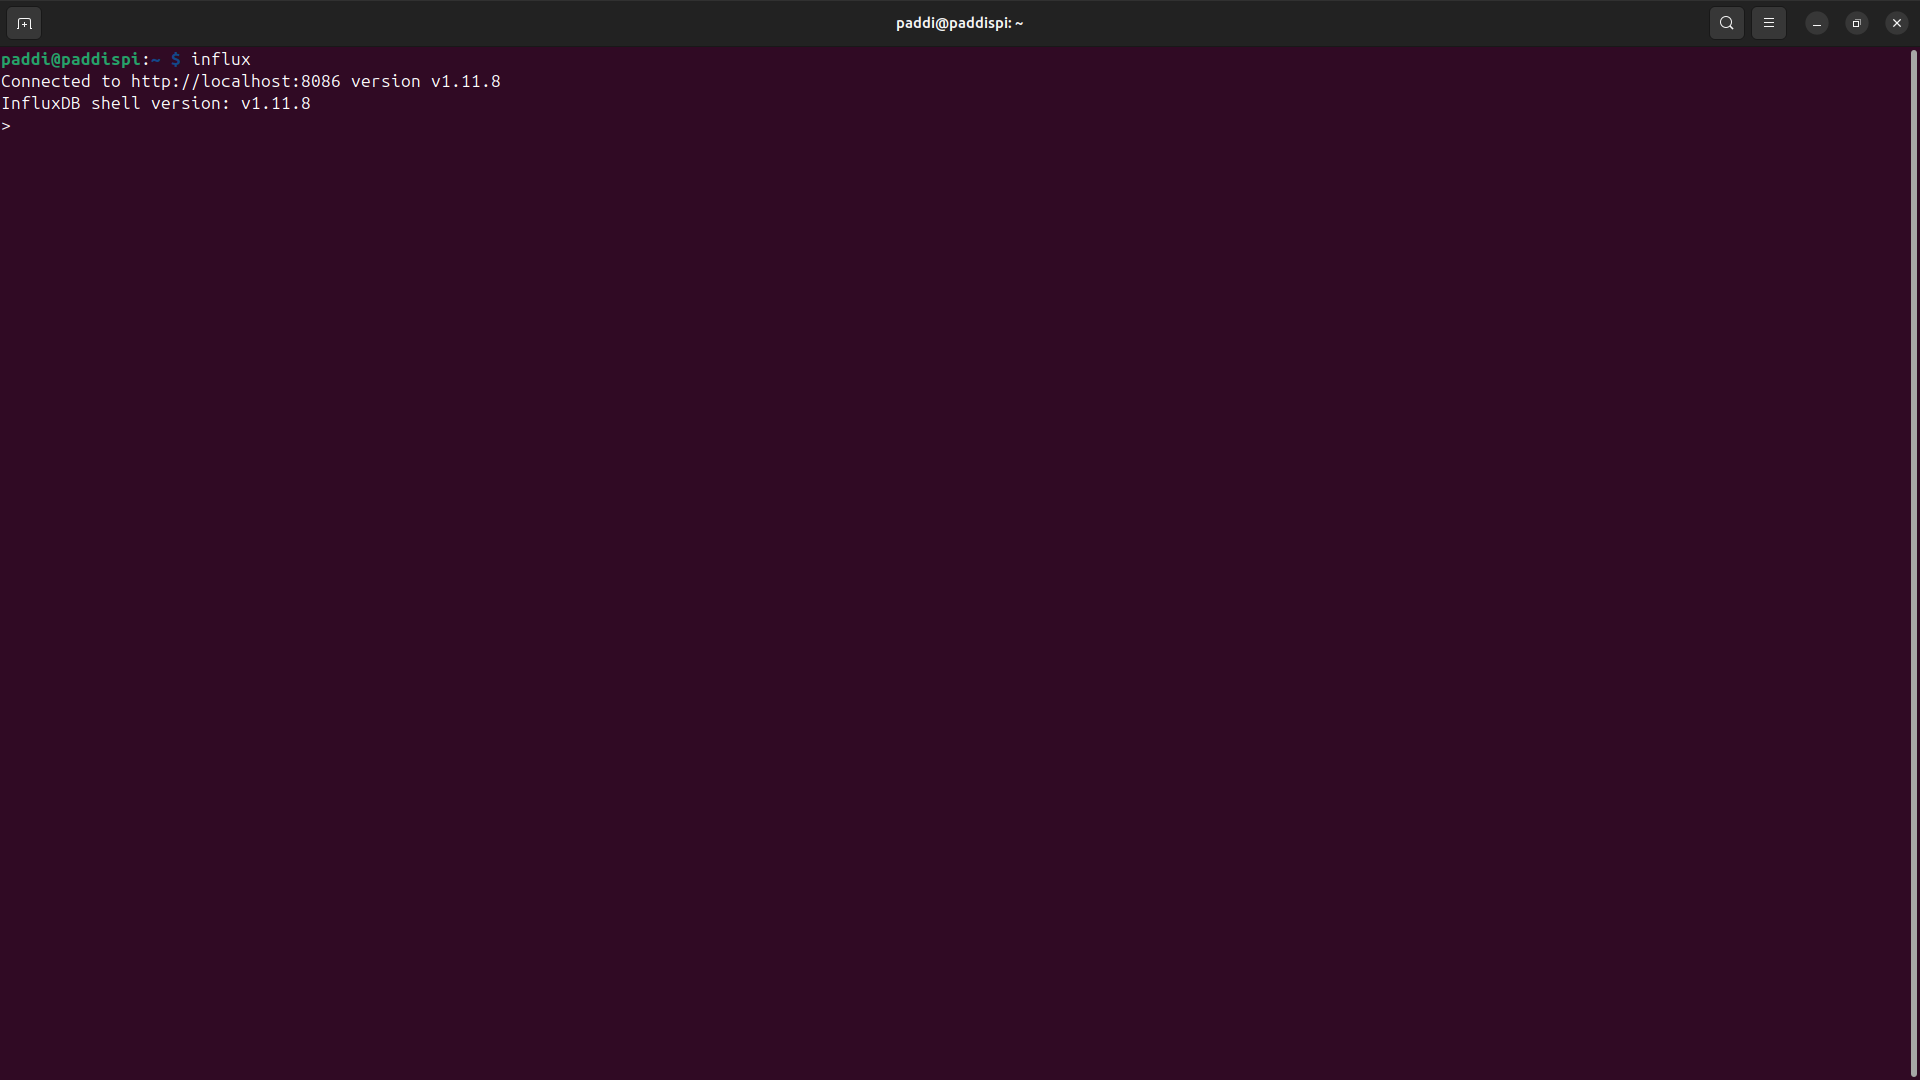 paddi@paddispi: ~
paddi@paddispi:~ $ influx
Connected to http://localhost:8086 version v1.11.8
InfluxDB shell version: v1.11.8
>